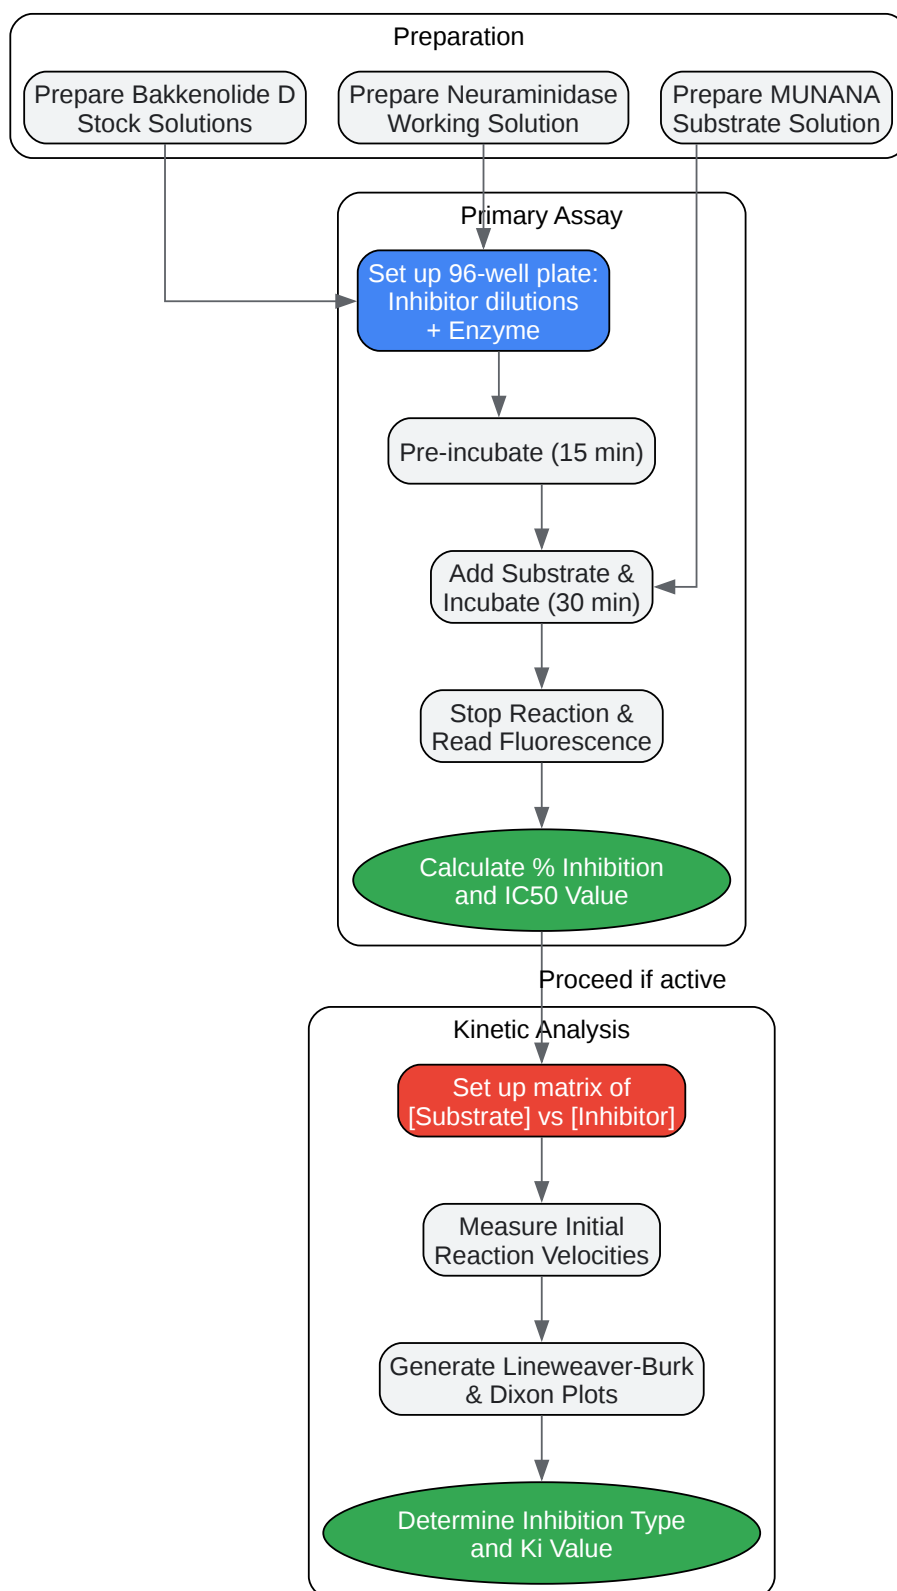 Preparation
Prepare Bakkenolide D
Stock Solutions
Prepare Neuraminidase
Working Solution
Prepare MUNANA
Substrate Solution
Primary Assay
Set up 96-well plate:
Inhibitor dilutions
+ Enzyme
Pre-incubate (15 min)
Add Substrate &
Incubate (30 min)
Stop Reaction &
Read Fluorescence
Calculate % Inhibition
and IC50 Value
Proceed if active
Kinetic Analysis
Set up matrix of
[Substrate] vs [Inhibitor]
Measure Initial
Reaction Velocities
Generate Lineweaver-Burk
& Dixon Plots
Determine Inhibition Type
and Ki Value